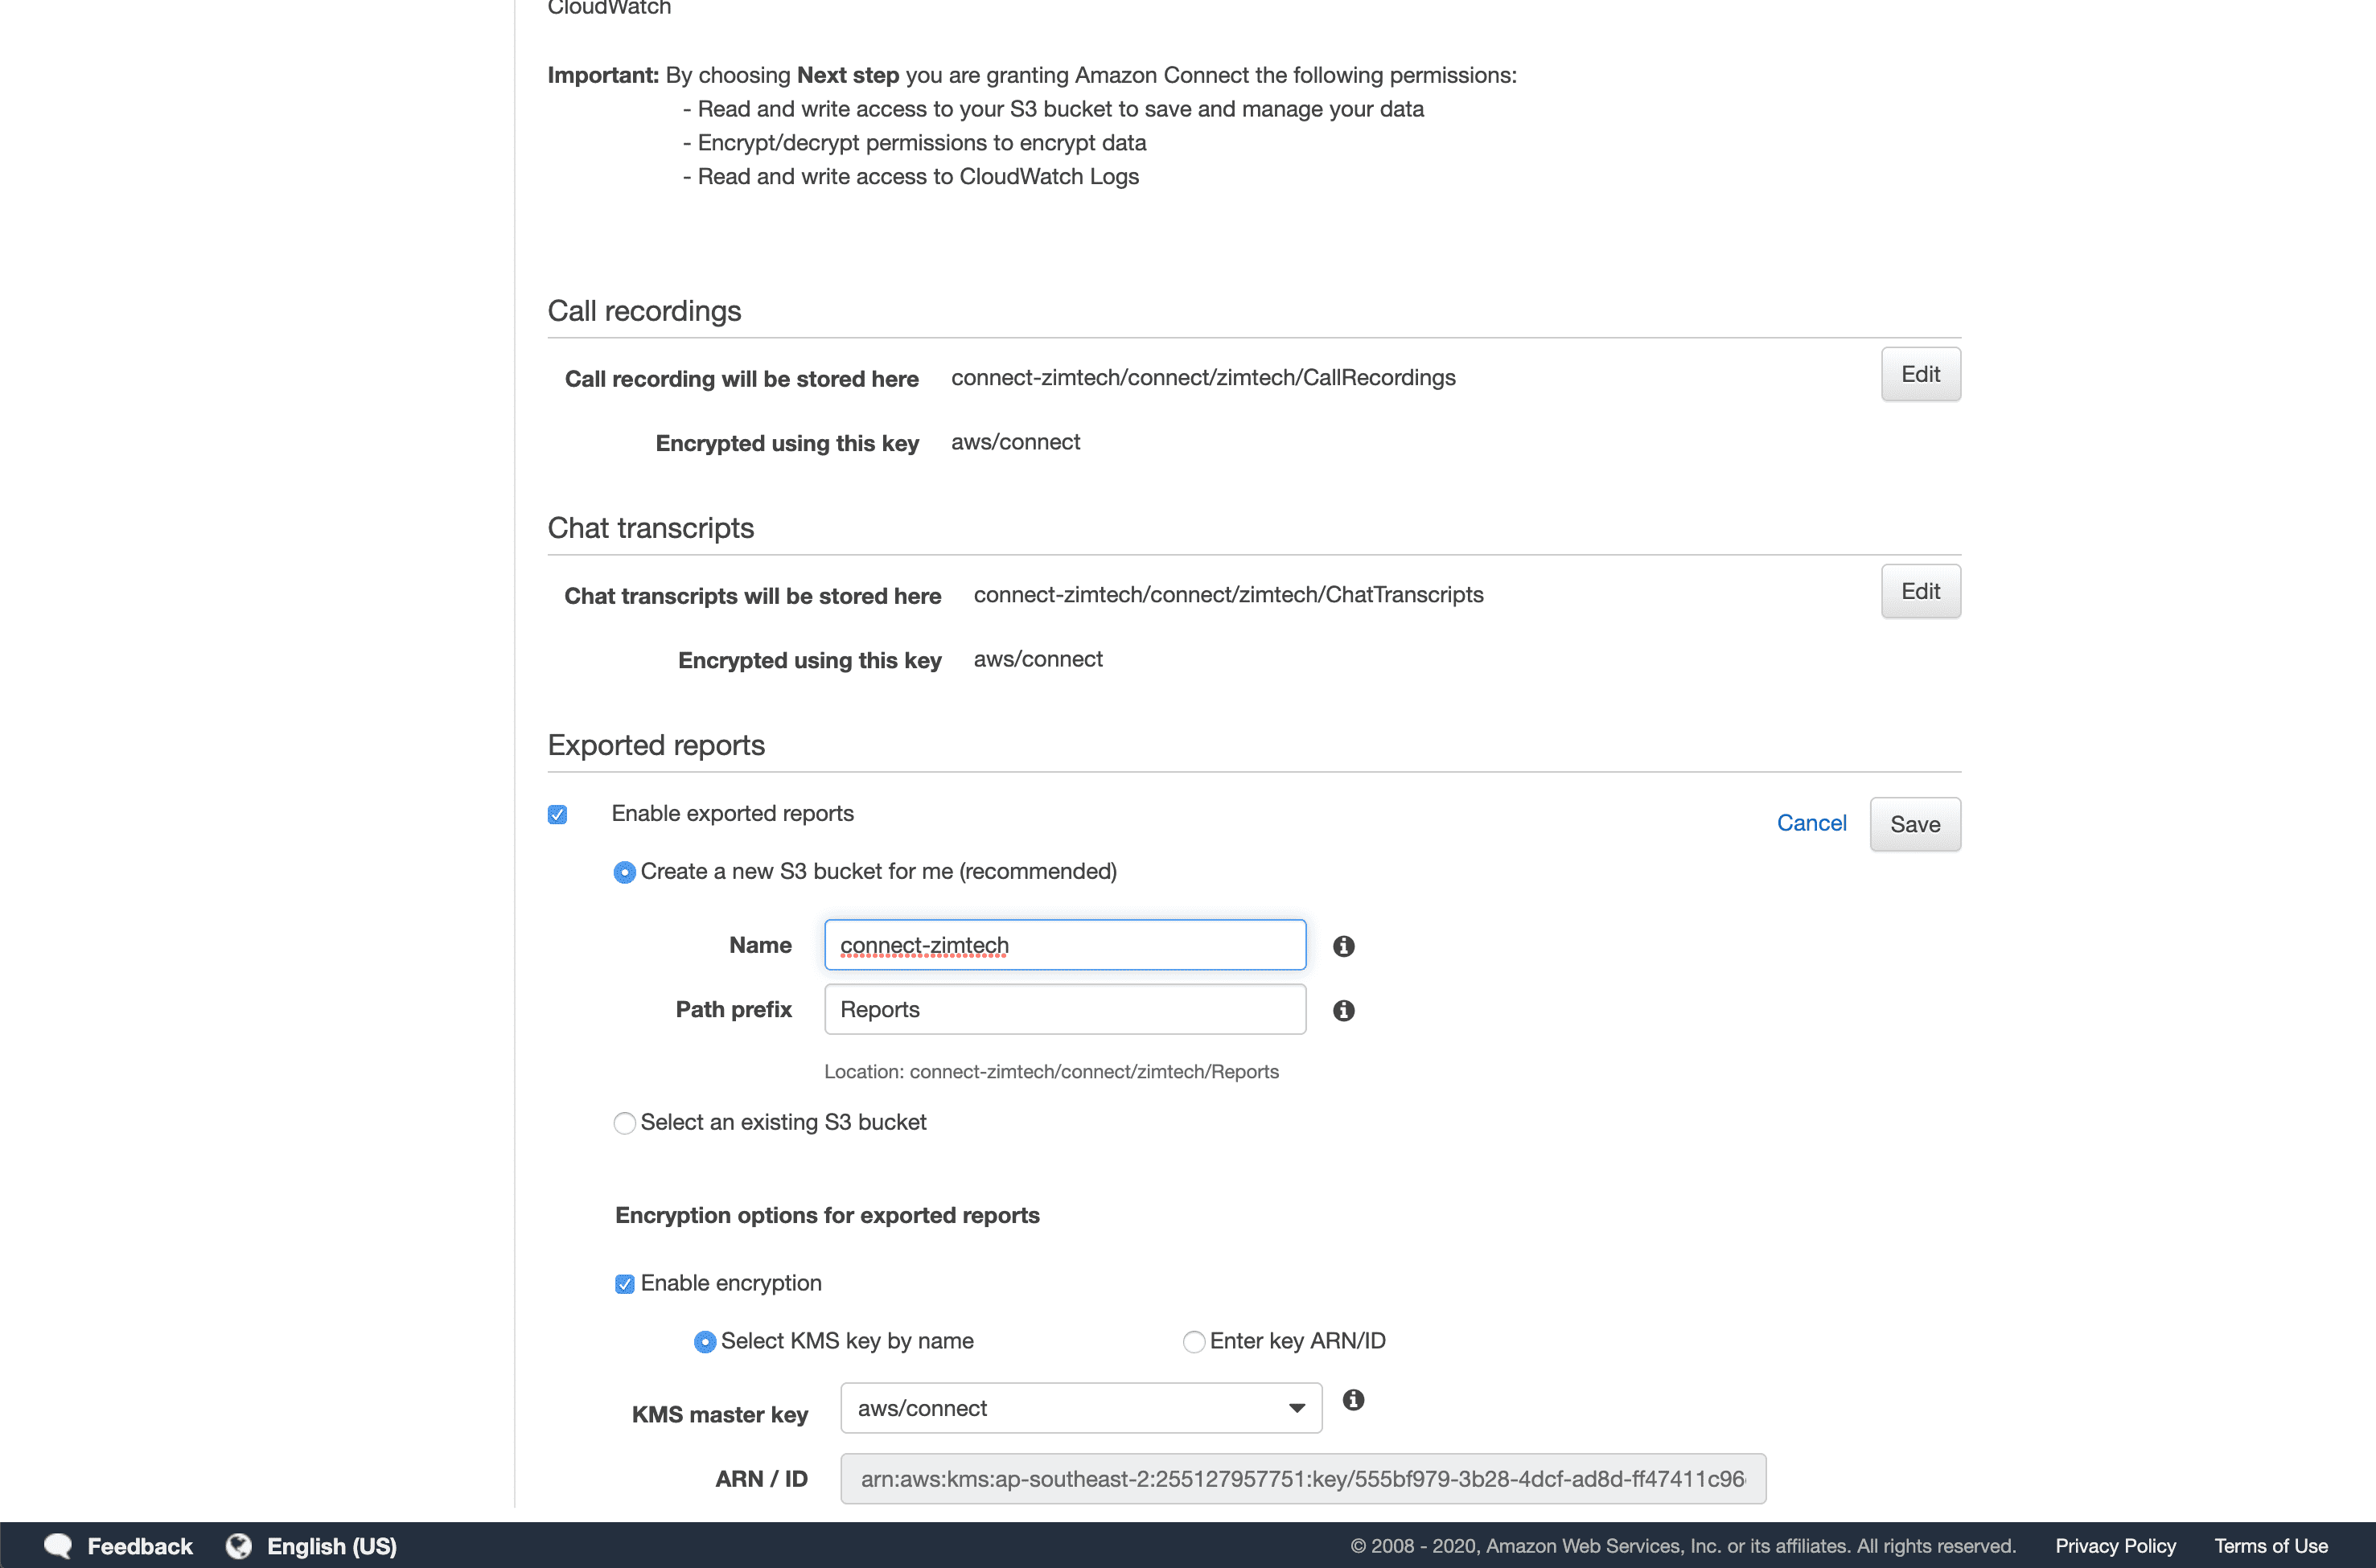 CloudWatch
Important: By choosing Next step you are granting Amazon Connect the following permissions:
- Read and write access to your S3 bucket to save and manage your data
- Encrypt/decrypt permissions to encrypt data
- Read and write access to CloudWatch Logs
Call recordings
Call recording will be stored here connect-zimtech/connect/zimtech/CallRecordings Edit
Encrypted using this key aws/connect
Chat transcripts
Chat transcripts will be stored here connect-zimtech/connect/zimtech/ChatTranscripts Edit
Encrypted using this key aws/connect
Exported reports
Enable exported reports Cancel Save
Create a new S3 bucket for me (recommended)
Name connect-zimtech
Path prefix Reports
Location: connect-zimtech/connect/zimtech/Reports
Select an existing S3 bucket
Encryption options for exported reports
Enable encryption
Select KMS key by name Enter key ARN/ID
KMS master key aws/connect
ARN / ID arn:aws:kms:ap-southeast-2:255127957751:key/555bf979-3b28-4dcf-ad8d-ff47411c96
Feedback English (US) © 2008 - 2020, Amazon Web Services, Inc. or its affiliates. All rights reserved. Privacy Policy Terms of Use